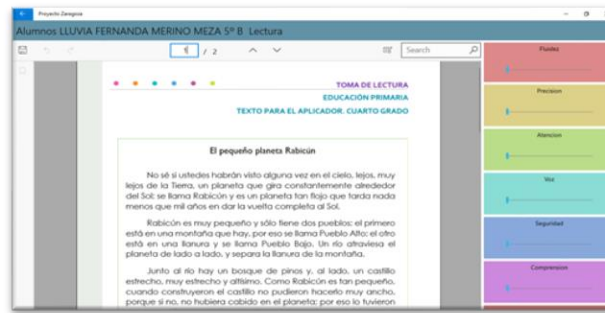 Proyecto Zaragoza
Alumnos LLUVIA FERNANDA MERINO MEZA 5º B Lectura
1 / 2
Search
TOMA DE LECTURA
EDUCACIÓN PRIMARIA
TEXTO PARA EL APLICADOR. CUARTO GRADO
El pequeño planeta Rabicún
No sé si ustedes habrán visto alguna vez en el cielo, lejos, muy
lejos de la Tierra, un planeta que gira constantemente alrededor
del Sol; se llama Rabicún y es un planeta tan flojo que tarda nada
menos que mil años en dar la vuelta completa al Sol.
Rabicún es muy pequeño y sólo tiene dos pueblos; el primero
está en una montaña que hay, por eso se llama Pueblo Alto; el otro
está en una llanura y se llama Pueblo Bajo. Un río atraviesa el
planeta de lado a lado, y separa la llanura de la montaña.
Junto al río hay un bosque de pinos y, al lado, un castillo
estrecho, muy estrecho y altísimo. Como Rabicún es tan pequeño,
cuando construyeron el castillo no pudieron hacerlo muy ancho,
porque si no, no hubiera cabido en el planeta; por eso lo tuvieron
Fluidez
Precision
Atencion
Voz
Seguridad
Comprension